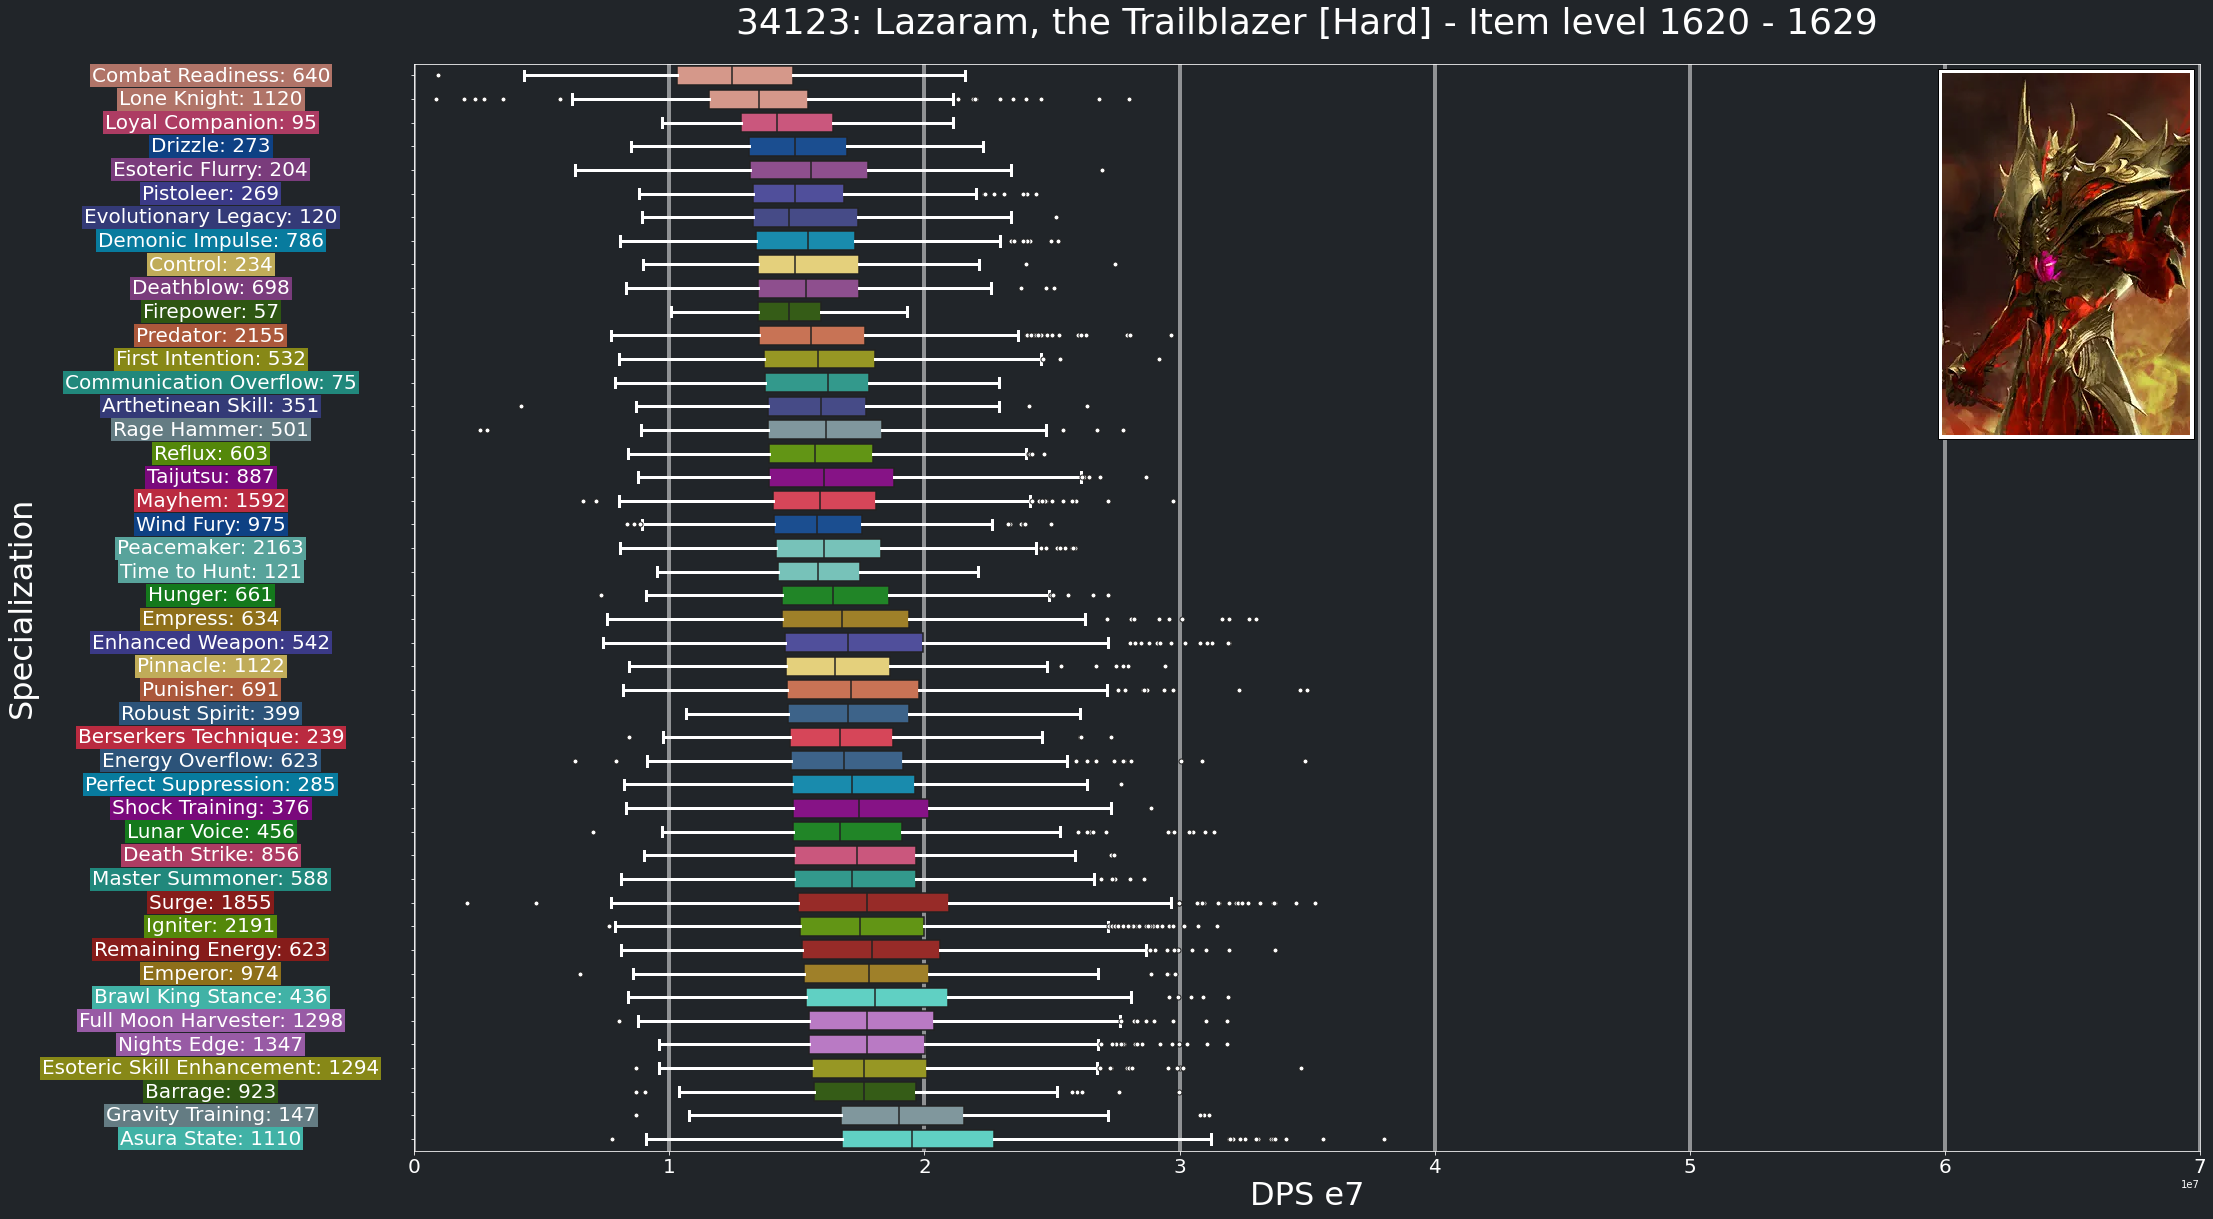 34123: Lazaram, the Trailblazer [Hard] - Item level 1620 - 1629
Specialization
Combat Readiness: 640
Lone Knight: 1120
Loyal Companion: 95
Drizzle: 273
Esoteric Flurry: 204
Pistoleer: 269
Evolutionary Legacy: 120
Demonic Impulse: 786
Control: 234
Deathblow: 698
Firepower: 57
Predator: 2155
First Intention: 532
Communication Overflow: 75
Arthetinean Skill: 351
Rage Hammer: 501
Reflux: 603
Taijutsu: 887
Mayhem: 1592
Wind Fury: 975
Peacemaker: 2163
Time to Hunt: 121
Hunger: 661
Empress: 634
Enhanced Weapon: 542
Pinnacle: 1122
Punisher: 691
Robust Spirit: 399
Berserkers Technique: 239
Energy Overflow: 623
Perfect Suppression: 285
Shock Training: 376
Lunar Voice: 456
Death Strike: 856
Master Summoner: 588
Surge: 1855
Igniter: 2191
Remaining Energy: 623
Emperor: 974
Brawl King Stance: 436
Full Moon Harvester: 1298
Nights Edge: 1347
Esoteric Skill Enhancement: 1294
Barrage: 923
Gravity Training: 147
Asura State: 1110
0 1 2 3 4 5 6 7
1e7
DPS e7